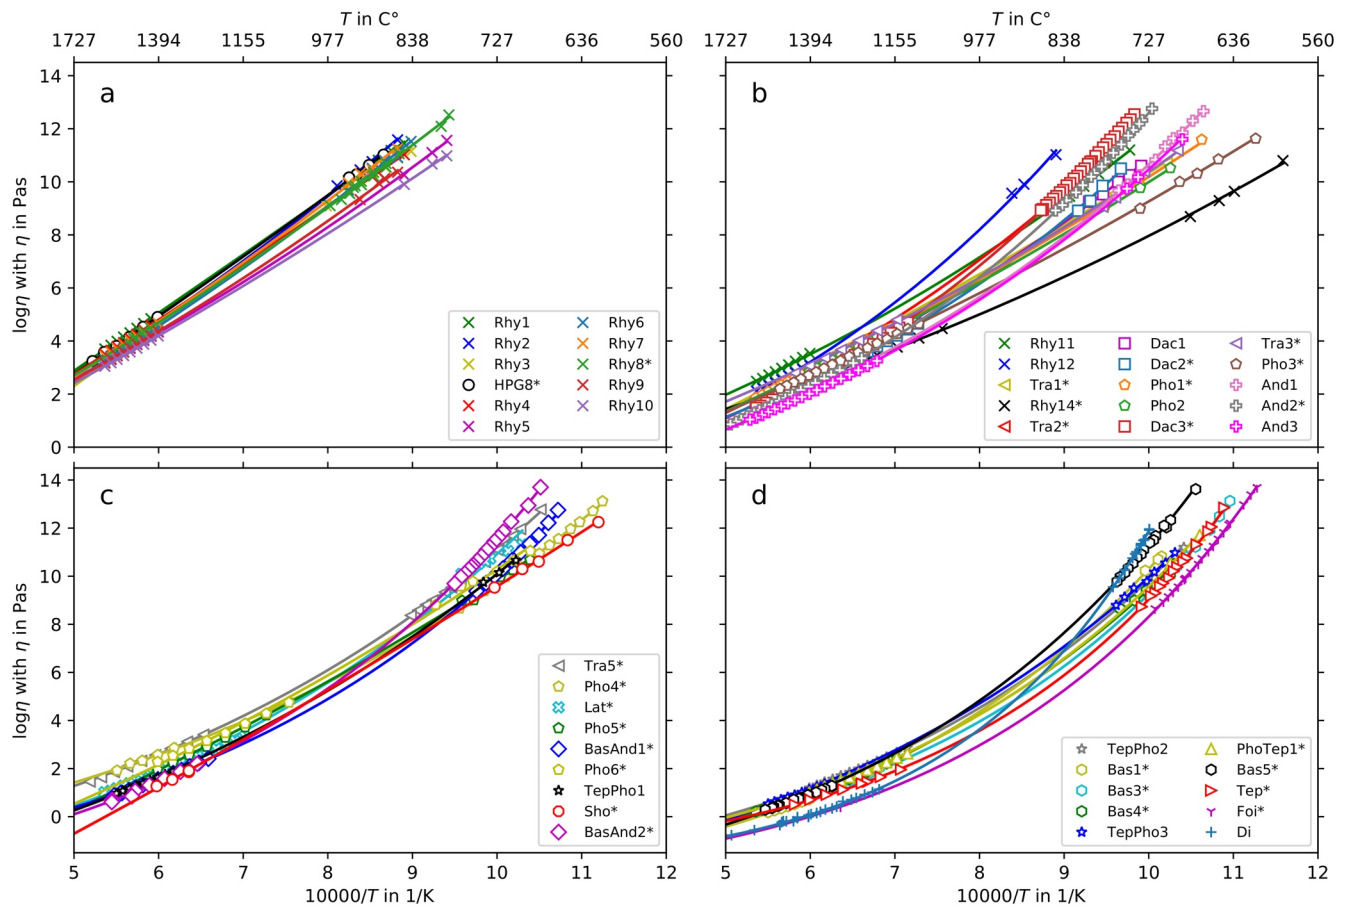 T in C°
T in C°
1727 1394 1155 977 838 727 636 560
1727 1394 1155 977 838 727 636 560
a
b
14
12
10
8
6
4
2
0
logη with η in Pas
Rhy1 Rhy6
Rhy2 Rhy7
Rhy3 Rhy8*
HPG8* Rhy9
Rhy4 Rhy10
Rhy5
Rhy11 Dac1 Tra3*
Rhy12 Dac2* Pho3*
Tra1* Pho1* And1
Rhy14* Pho2 And2*
Tra2* Dac3* And3
c
d
14
12
10
8
6
4
2
0
logη with η in Pas
Tra5*
Pho4*
Lat*
Pho5*
BasAnd1*
Pho6*
TepPho1
Sho*
BasAnd2*
TepPho2 PhoTep1*
Bas1* Bas5*
Bas3* Tep*
Bas4* Foi*
TepPho3 Di
5 6 7 8 9 10 11 12
5 6 7 8 9 10 11 12
10000/T in 1/K
10000/T in 1/K